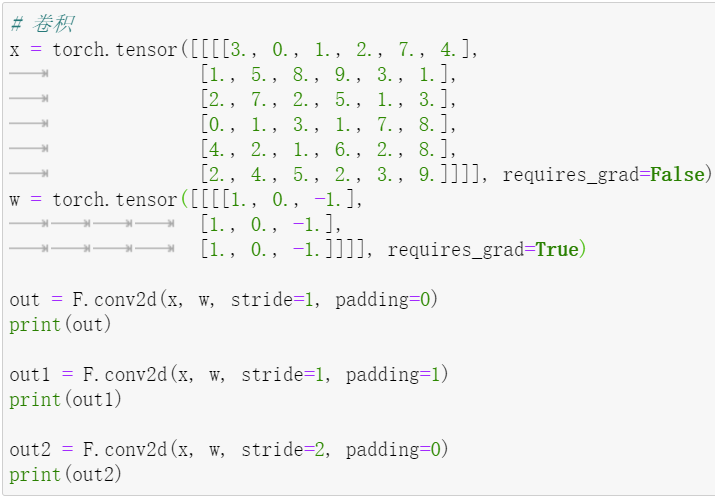 # 卷积
x = torch.tensor([[[[3., 0., 1., 2., 7., 4.],
[1., 5., 8., 9., 3., 1.],
[2., 7., 2., 5., 1., 3.],
[0., 1., 3., 1., 7., 8.],
[4., 2., 1., 6., 2., 8.],
[2., 4., 5., 2., 3., 9.]]]], requires_grad=False)
w = torch.tensor([[[[1., 0., -1.],
[1., 0., -1.],
[1., 0., -1.]]]], requires_grad=True)
out = F.conv2d(x, w, stride=1, padding=0)
print(out)
out1 = F.conv2d(x, w, stride=1, padding=1)
print(out1)
out2 = F.conv2d(x, w, stride=2, padding=0)
print(out2)